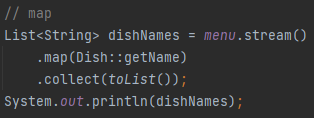 // map
List<String> dishNames = menu.stream()
    .map(Dish::getName)
    .collect(toList());
System.out.println(dishNames);